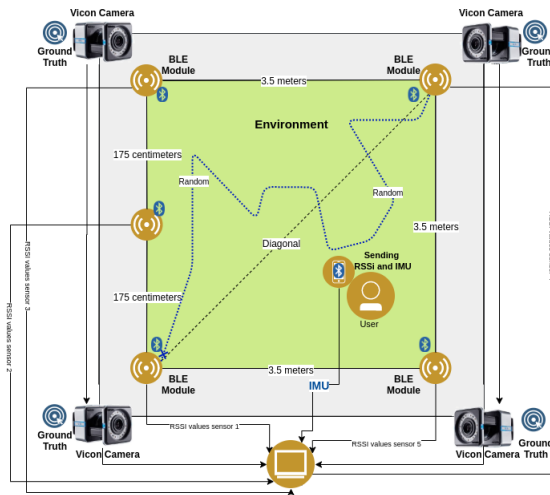 Vicon Camera
Vicon Camera
Ground
Truth
Ground
Truth
BLE
Module
BLE
Module
3.5 meters
Environment
175 centimeters
Random
Random
Diagonal
3.5 meters
Sending
RSSi and IMU
User
175 centimeters
RSSI values sensor 3
RSSI values sensor 2
3.5 meters
BLE
Module
IMU
BLE
Module
RSSI values sensor 1
RSSI values sensor 5
Ground
Truth
Vicon Camera
Vicon Camera
Ground
Truth